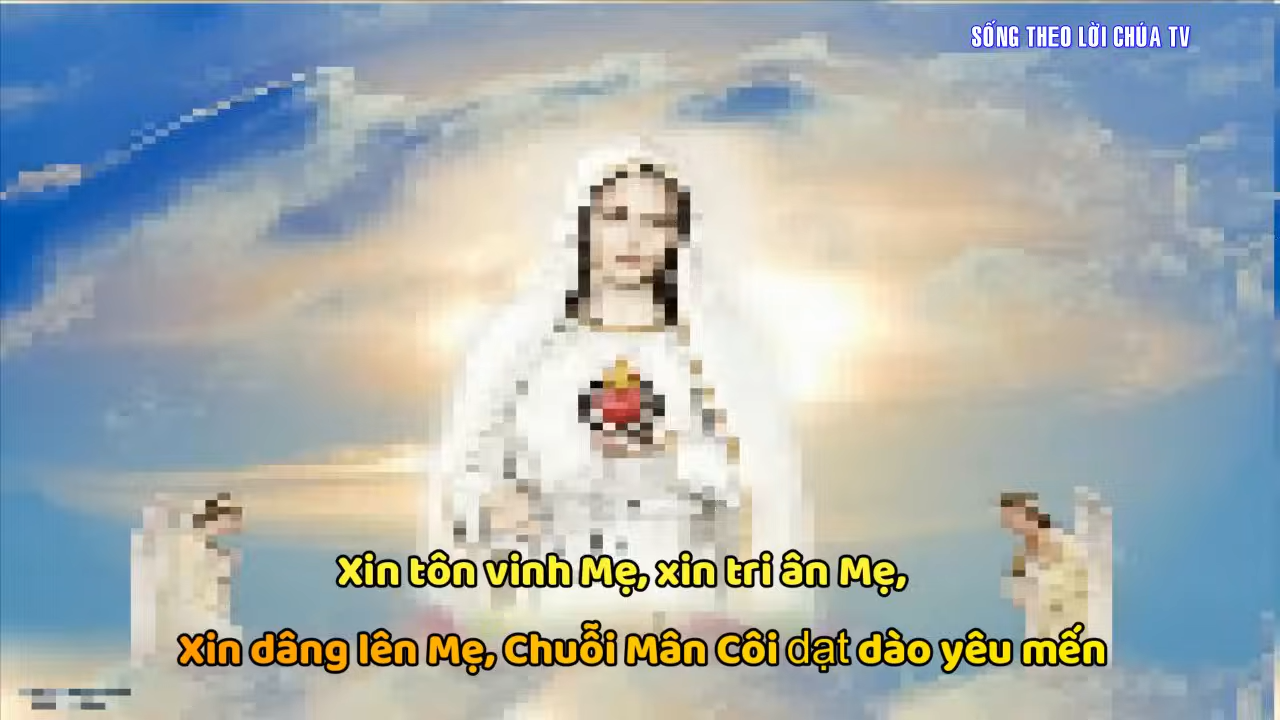 SỐNG THEO LỜI CHÚA TV
Xin tôn vinh Mẹ, xin tri ân Mẹ,
Xin dâng lên Mẹ, Chuỗi Mân Côi dạt dào yêu mến